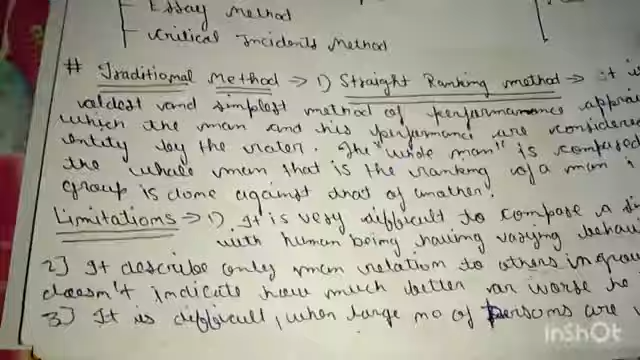 Essay Method
Critical Incidents Method
# Traditional Method → 1) Straight Ranking method → It is
oldest and simplest method of performance apprai
which the man and his performance are considered
entity by the rater. The "whole man" is compared
the whole man that is the ranking of a man i
group is done against that of another.
Limitations → 1) It is very difficult to compare a
with human being having varying behav
2] It describe only man relation to others in grou
doesn't indicate how much better or worse he
3] It is difficult, when large no of persons are
InShOt